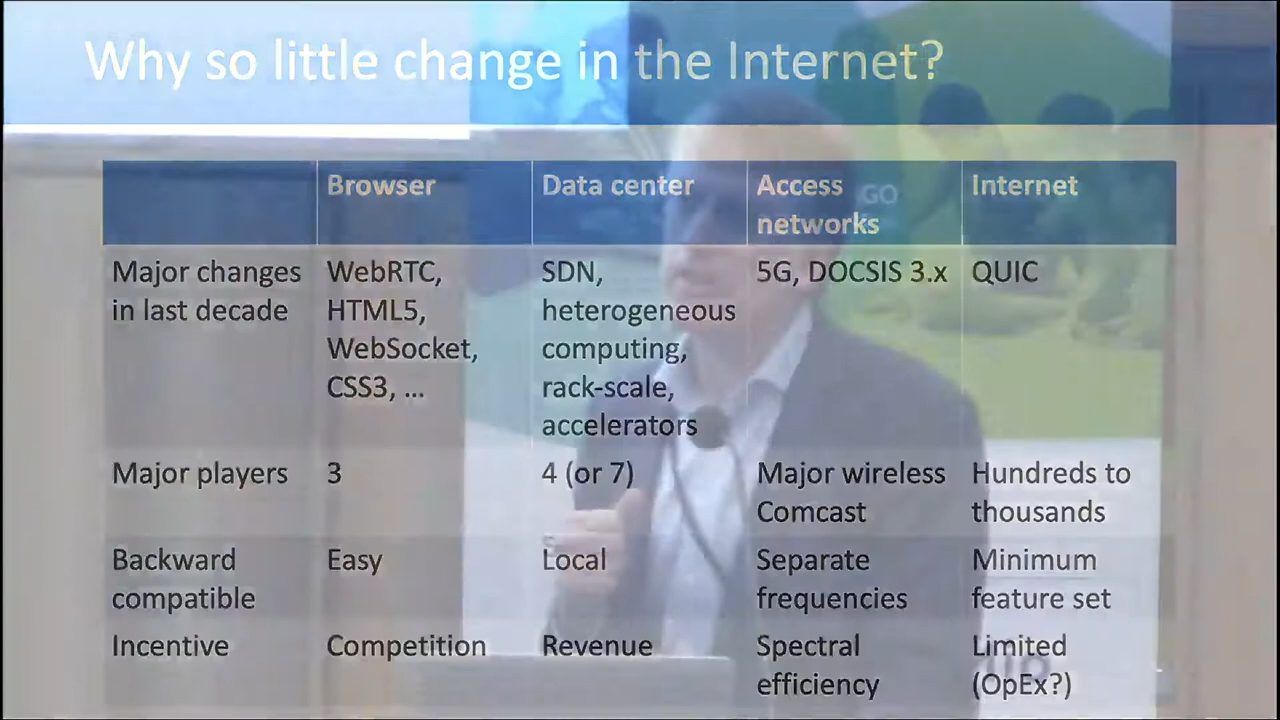 Why so little change in the Internet?
Browser
Data center
Access
networks
Internet
GO
Major changes
in last decade
WebRTC,
HTML5,
WebSocket,
CSS3, ...
SDN,
heterogeneous
computing,
rack-scale,
accelerators
5G, DOCSIS 3.x
QUIC
Major players
3
4 (or 7)
Major wireless
Comcast
Hundreds to
thousands
Backward
compatible
Easy
Local
Separate
frequencies
Minimum
feature set
Incentive
Competition
Revenue
Spectral
efficiency
Limited
(OpEx?)